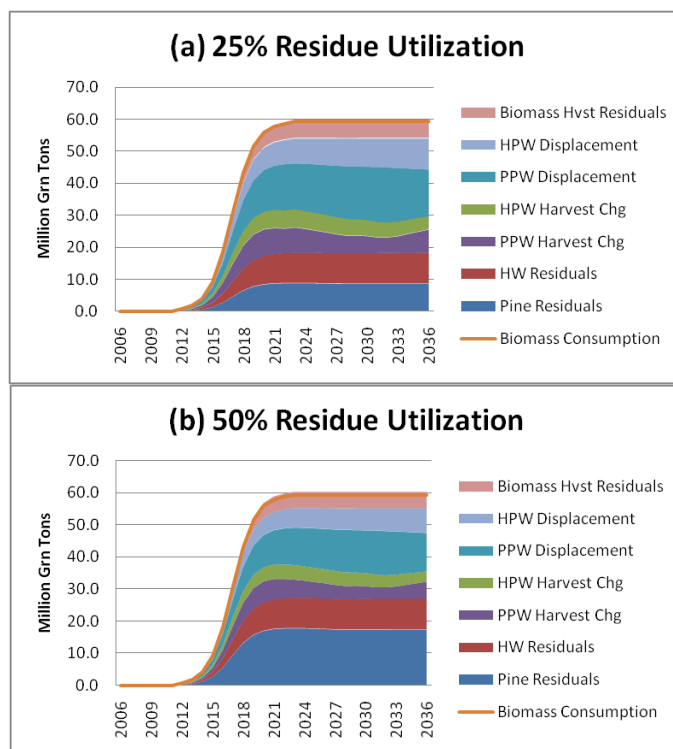 (a) 25% Residue Utilization
Million Grn Tons
70.0
60.0
50.0
40.0
30.0
20.0
10.0
0.0
2006
2009
2012
2015
2018
2021
2024
2027
2030
2033
2036
Biomass Hvst Residuals
HPW Displacement
PPW Displacement
HPW Harvest Chg
PPW Harvest Chg
HW Residuals
Pine Residuals
Biomass Consumption
(b) 50% Residue Utilization
Million Grn Tons
70.0
60.0
50.0
40.0
30.0
20.0
10.0
0.0
2006
2009
2012
2015
2018
2021
2024
2027
2030
2033
2036
Biomass Hvst Residuals
HPW Displacement
PPW Displacement
HPW Harvest Chg
PPW Harvest Chg
HW Residuals
Pine Residuals
Biomass Consumption